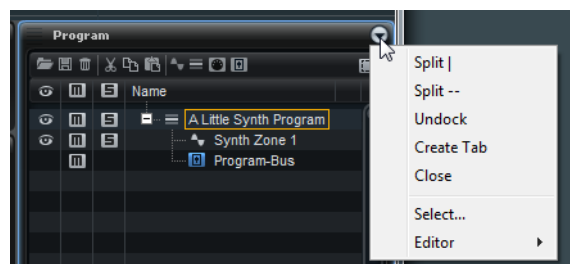 Program
Name
A Little Synth Program
Synth Zone 1
Program-Bus
Split |
Split --
Undock
Create Tab
Close
Select...
Editor